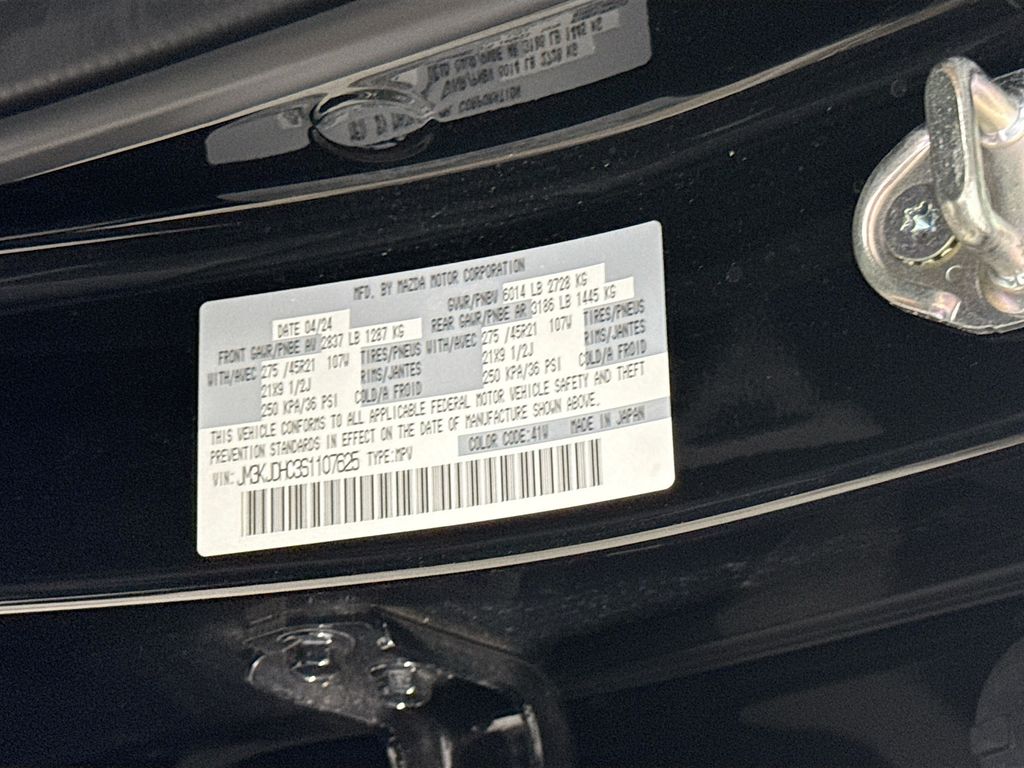 MFD. BY MAZDA MOTOR CORPORATION
DATE 04/24 GVWR/PNBV 6014 LB 2728 KG
FRONT GAWR/PNBE AV 2837 LB 1287 KG REAR GAWR/PNBE AR 3186 LB 1445 KG
WITH/AVEC 275 /45R21 107W TIRES/PNEUS WITH/AVEC 275 /45R21 107W TIRES/PNEUS
21X9 1/2J RIMS/JANTES 21X9 1/2J RIMS/JANTES
250 KPA/36 PSI COLD/A FROID 250 KPA/36 PSI COLD/A FROID
THIS VEHICLE CONFORMS TO ALL APPLICABLE FEDERAL MOTOR VEHICLE SAFETY AND THEFT
PREVENTION STANDARDS IN EFFECT ON THE DATE OF MANUFACTURE SHOWN ABOVE.
COLOR CODE:41W MADE IN JAPAN
VIN: JM3KJDHC3S1107625 TYPE:MPV